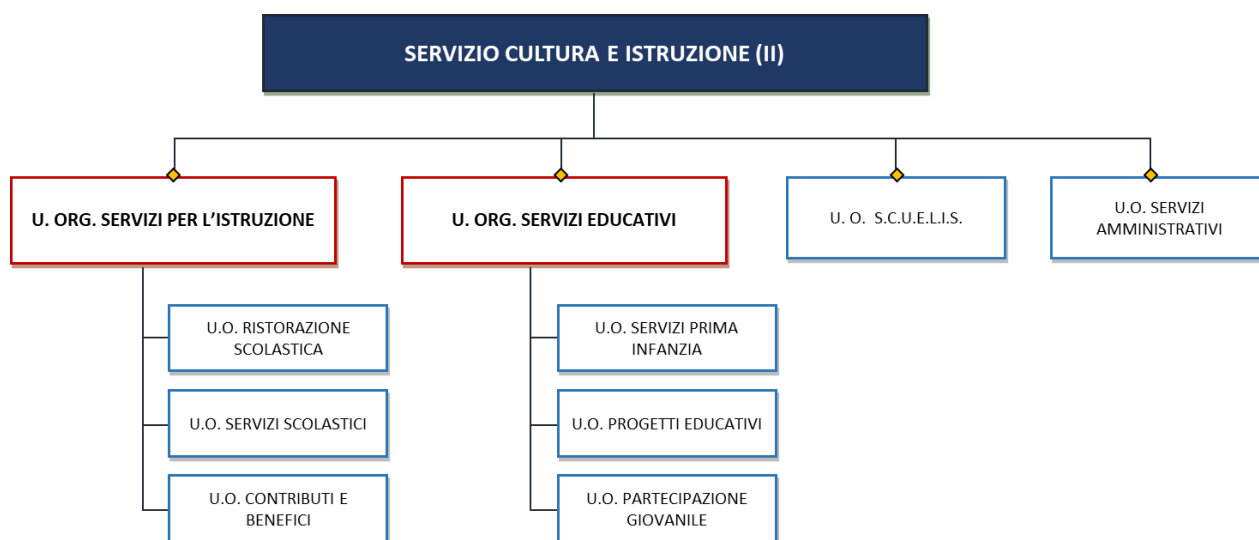 SERVIZIO CULTURA E ISTRUZIONE (II)
U. ORG. SERVIZI PER L'ISTRUZIONE
U. ORG. SERVIZI EDUCATIVI
U. O.  S.C.U.E.L.I.S.
U.O. SERVIZI
AMMINISTRATIVI
U.O. RISTORAZIONE
SCOLASTICA
U.O. SERVIZI PRIMA
INFANZIA
U.O. SERVIZI SCOLASTICI
U.O. PROGETTI EDUCATIVI
U.O. CONTRIBUTI E
BENEFICI
U.O. PARTECIPAZIONE
GIOVANILE